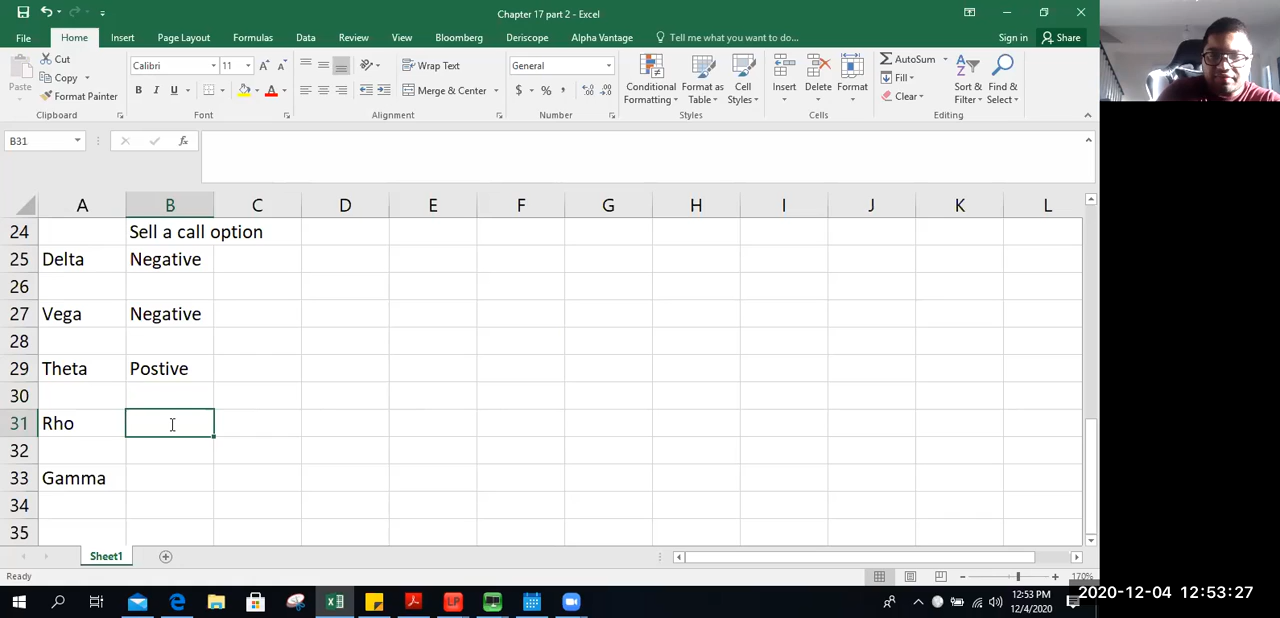 Chapter 17 part 2 - Excel
File Home Insert Page Layout Formulas Data Review View Bloomberg Deriscope Alpha Vantage Tell me what you want to do... Sign in Share
Paste
Cut
Copy
Format Painter
Clipboard
Calibri 11
B I U
Font
Wrap Text
Merge & Center
Alignment
General
$ % ,
Number
Conditional Formatting
Format as Table
Cell Styles
Styles
Insert
Delete
Format
Cells
AutoSum
Fill
Clear
Sort & Filter
Find & Select
Editing
B31 fx
A B C D E F G H I J K L
24 Sell a call option
25 Delta Negative
26
27 Vega Negative
28
29 Theta Postive
30
31 Rho
32
33 Gamma
34
35
Sheet1
Ready 170%
12:53 PM
12/4/2020
2020-12-04 12:53:27